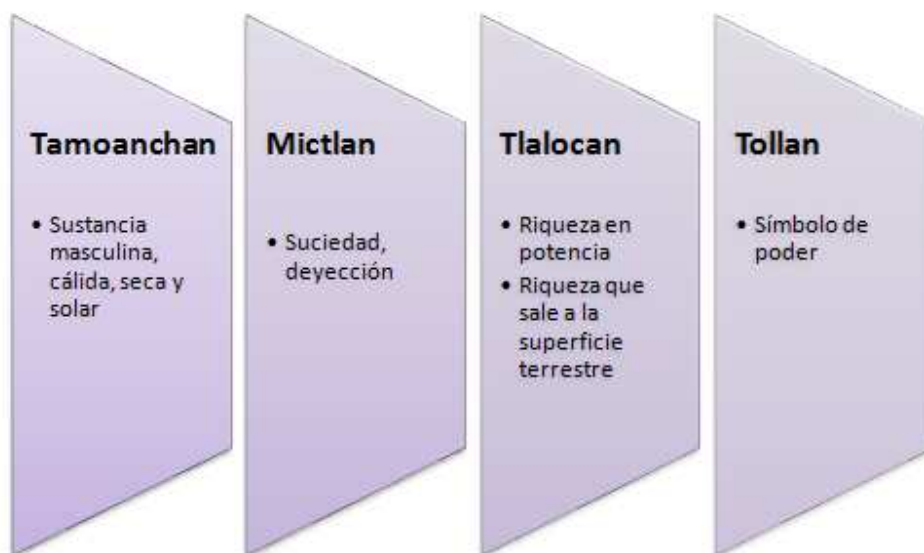 Tamoanchan
• Sustancia
masculina,
cálida, seca y
solar
Mictlan
• Suciedad,
deyección
Tlalocan
• Riqueza en
potencia
• Riqueza que
sale a la
superficie
terrestre
Tollan
• Símbolo de
poder